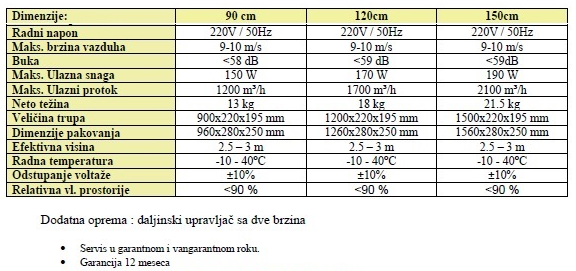 Dimenzije: 90 cm 120cm 150cm
Radni napon 220V / 50Hz 220V / 50Hz 220V / 50Hz
Maks. brzina vazduha 9-10 m/s 9-10 m/s 9-10 m/s
Buka <58 dB <59 dB <59dB
Maks. Ulazna snaga 150 W 170 W 190 W
Maks. Ulazni protok 1200 m³/h 1700 m³/h 2100 m³/h
Neto težina 13 kg 18 kg 21.5 kg
Veličina trupa 900x220x195 mm 1200x220x195 mm 1500x220x195 mm
Dimenzije pakovanja 960x280x250 mm 1260x280x250 mm 1560x280x250 mm
Efektivna visina 2.5 – 3 m 2.5 – 3 m 2.5 – 3 m
Radna temperatura -10 - 40ºC -10 - 40ºC -10 - 40ºC
Odstupanje voltaže ±10% ±10% ±10%
Relativna vl. prostorije <90 % <90 % <90 %
Dodatna oprema : daljinski upravljač sa dve brzina
• Servis u garantnom i vangarantnom roku.
• Garancija 12 meseca